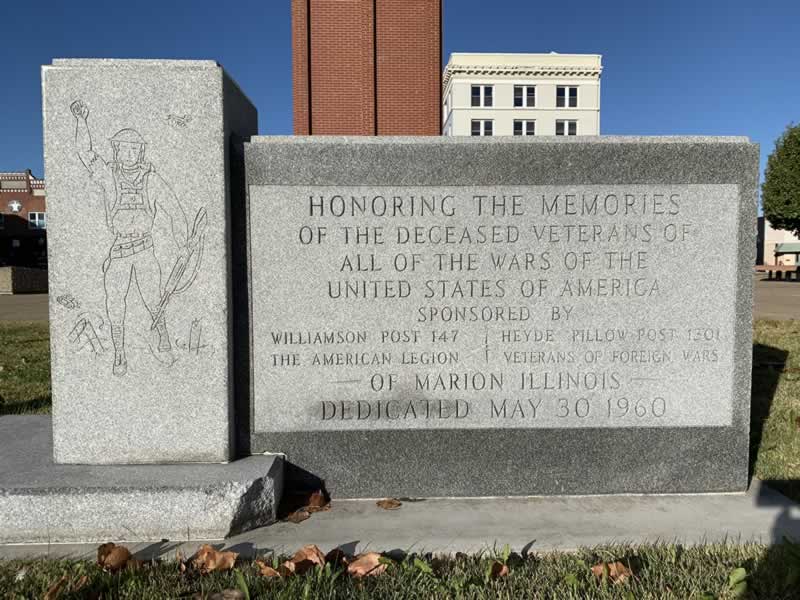 HONORING THE MEMORIES
OF THE DECEASED VETERANS OF
ALL OF THE WARS OF THE
UNITED STATES OF AMERICA
SPONSORED BY
WILLIAMSON POST 147 HEYDE PILLOW POST 1301
THE AMERICAN LEGION VETERANS OF FOREIGN WARS
— OF MARION ILLINOIS —
DEDICATED MAY 30 1960